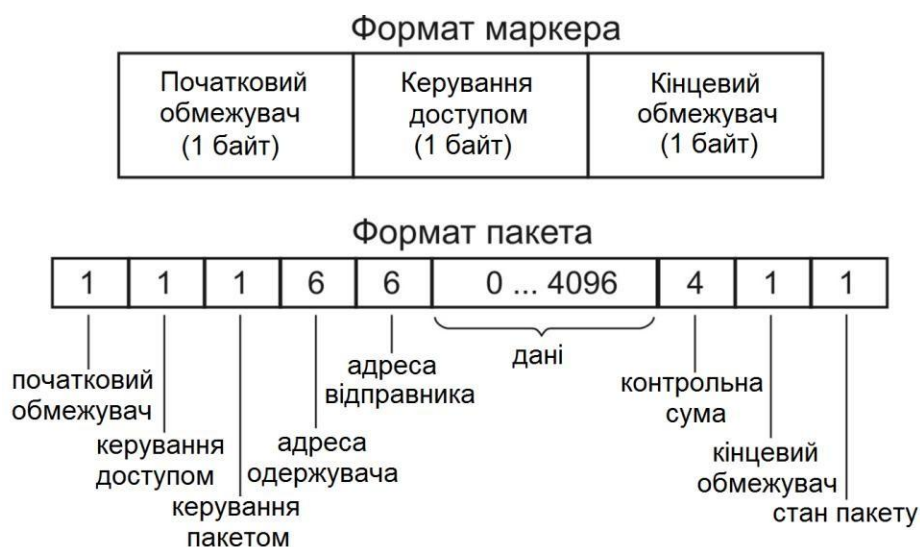 Формат маркера
Початковий
обмежувач
(1 байт)
Керування
доступом
(1 байт)
Кінцевий
обмежувач
(1 байт)
Формат пакета
1 1 1 6 6 0 ... 4096 4 1 1
початковий
обмежувач
керування
доступом
керування
пакетом
адреса
одержувача
адреса
відправника
дані
контрольна
сума
кінцевий
обмежувач
стан пакету